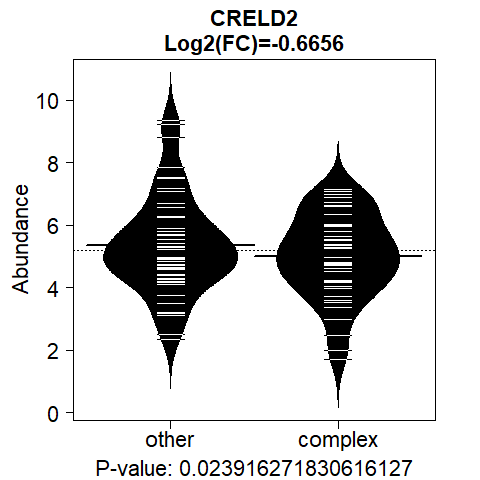 CRELD2
Log2(FC)=-0.6656
Abundance
10
8
6
4
2
0
other complex
P-value: 0.023916271830616127